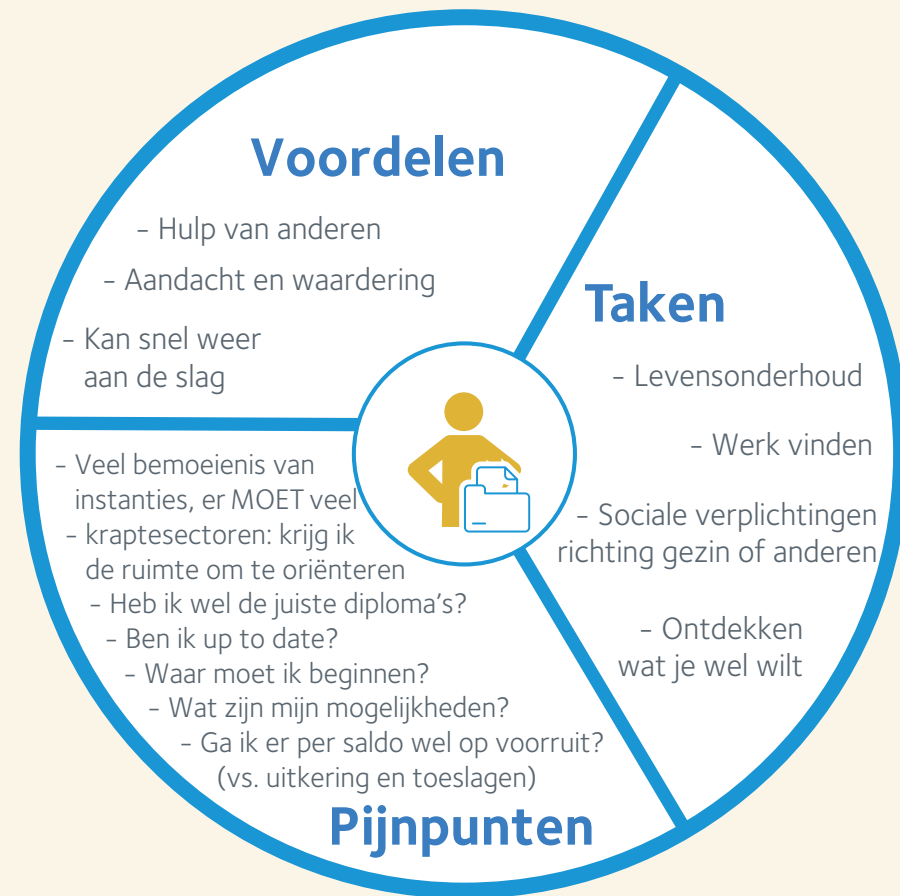 Voordelen
- Hulp van anderen
- Aandacht en waardering
- Kan snel weer
aan de slag
Taken
- Levensonderhoud
- Werk vinden
- Sociale verplichtingen
richting gezin of anderen
- Ontdekken
wat je wel wilt
- Veel bemoeienis van
instanties, er MOET veel
- kraptesectoren: krijg ik
de ruimte om te oriënteren
- Heb ik wel de juiste diploma's?
- Ben ik up to date?
- Waar moet ik beginnen?
- Wat zijn mijn mogelijkheden?
- Ga ik er per saldo wel op voorruit?
(vs. uitkering en toeslagen)
Pijnpunten